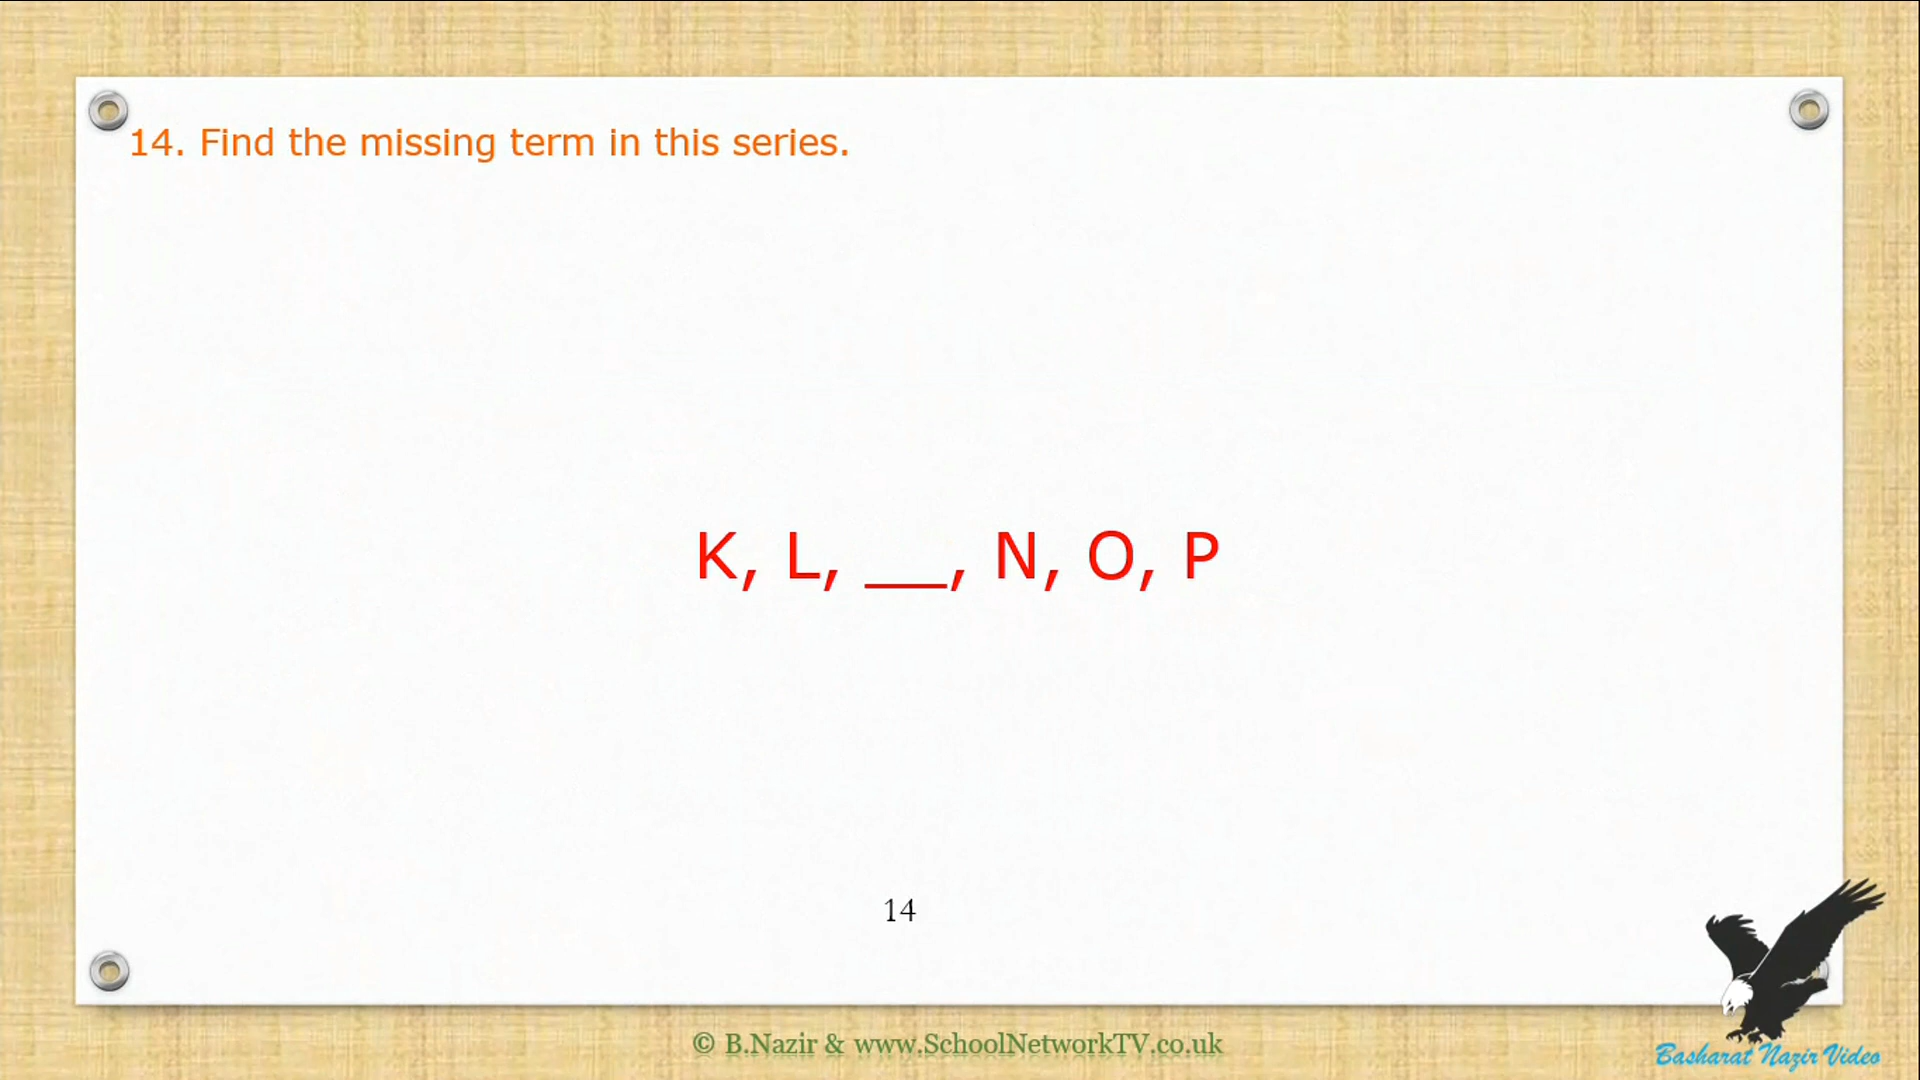 14. Find the missing term in this series.
K, L, __, N, O, P
14
© B.Nazir & www.SchoolNetworkTV.co.uk
Basharat Nazir Video